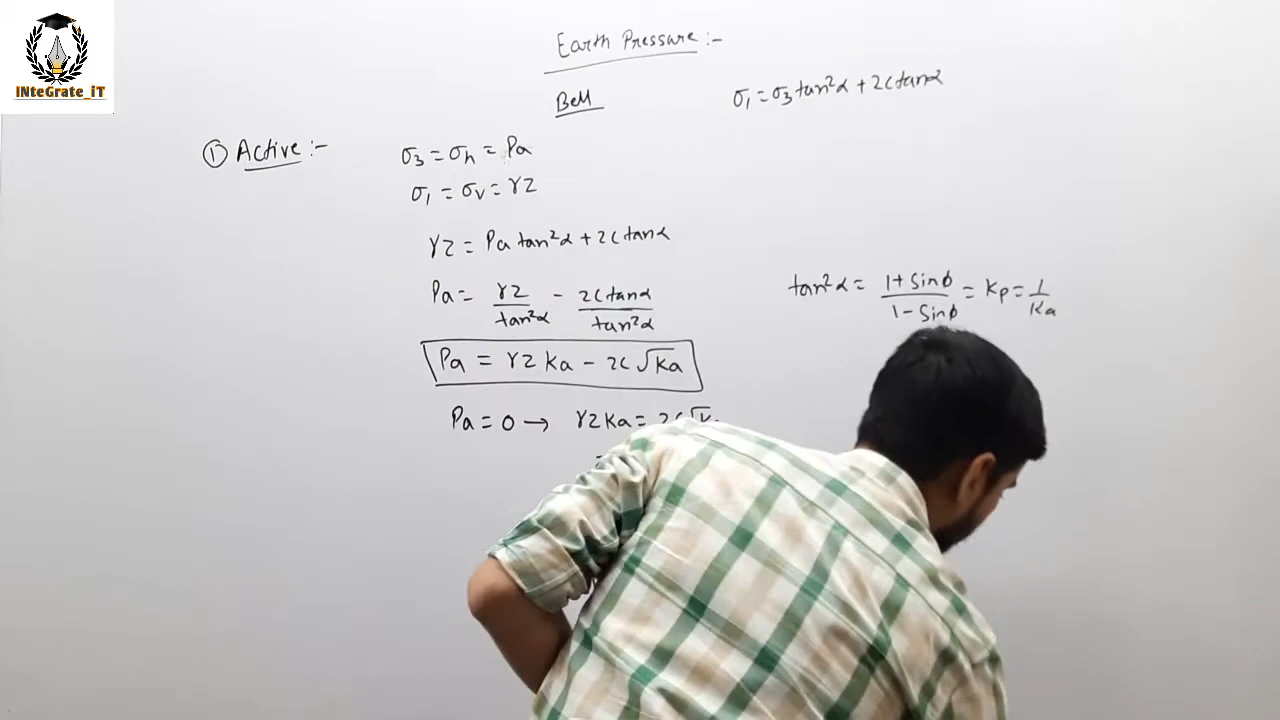 INteGrate_iT
Earth Pressure :-
Bell
σ₁ = σ₃ tan²α + 2C tanα
① Active :-
σ₃ = σₕ = Pa
σ₁ = σᵥ = γZ
γZ = Pa tan²α + 2C tanα
Pa = γZ/tan²α - 2C tanα/tan²α
tan²α = (1 + Sinϕ)/(1 - Sinϕ) = Kp = 1/Ka
Pa = γZ Ka - 2C √Ka
Pa = 0 → γZ Ka = 2C √K